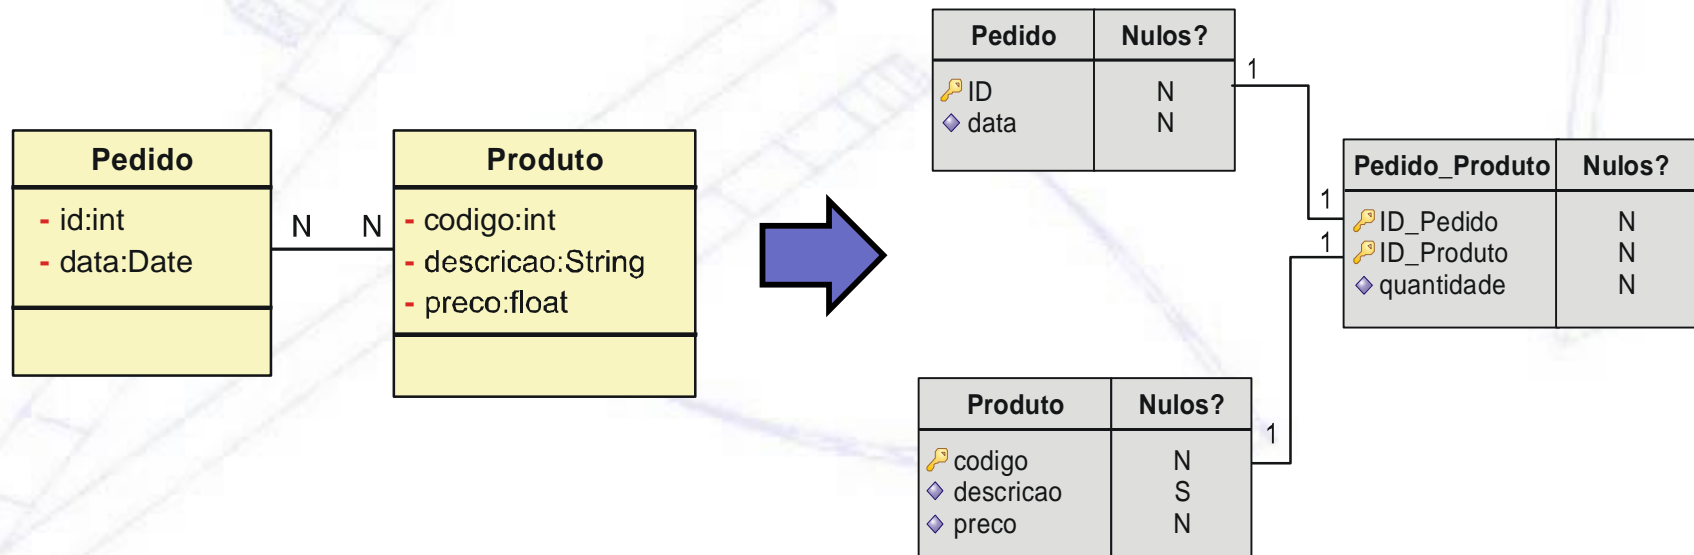 Pedido
- id:int
- data:Date
N N
Produto
- codigo:int
- descricao:String
- preco:float
Pedido Nulos?
ID N
data N
1
1
Pedido_Produto Nulos?
ID_Pedido N
ID_Produto N
quantidade N
1
1
Produto Nulos?
codigo N
descricao S
preco N